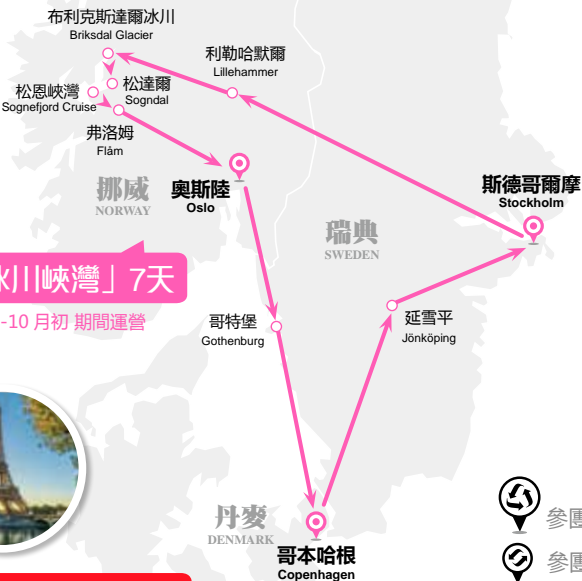 布利克斯達爾冰川
Briksdal Glacier
利勒哈默爾
Lillehammer
松恩峽灣
Sognefjord Cruise
松達爾
Sogndal
弗洛姆
Flåm
挪威
NORWAY
奧斯陸
Oslo
斯德哥爾摩
Stockholm
瑞典
SWEDEN
冰川峽灣」7天
-10 月初 期間運營
哥特堡
Gothenburg
延雪平
Jönköping
丹麥
DENMARK
哥本哈根
Copenhagen
參團
參團